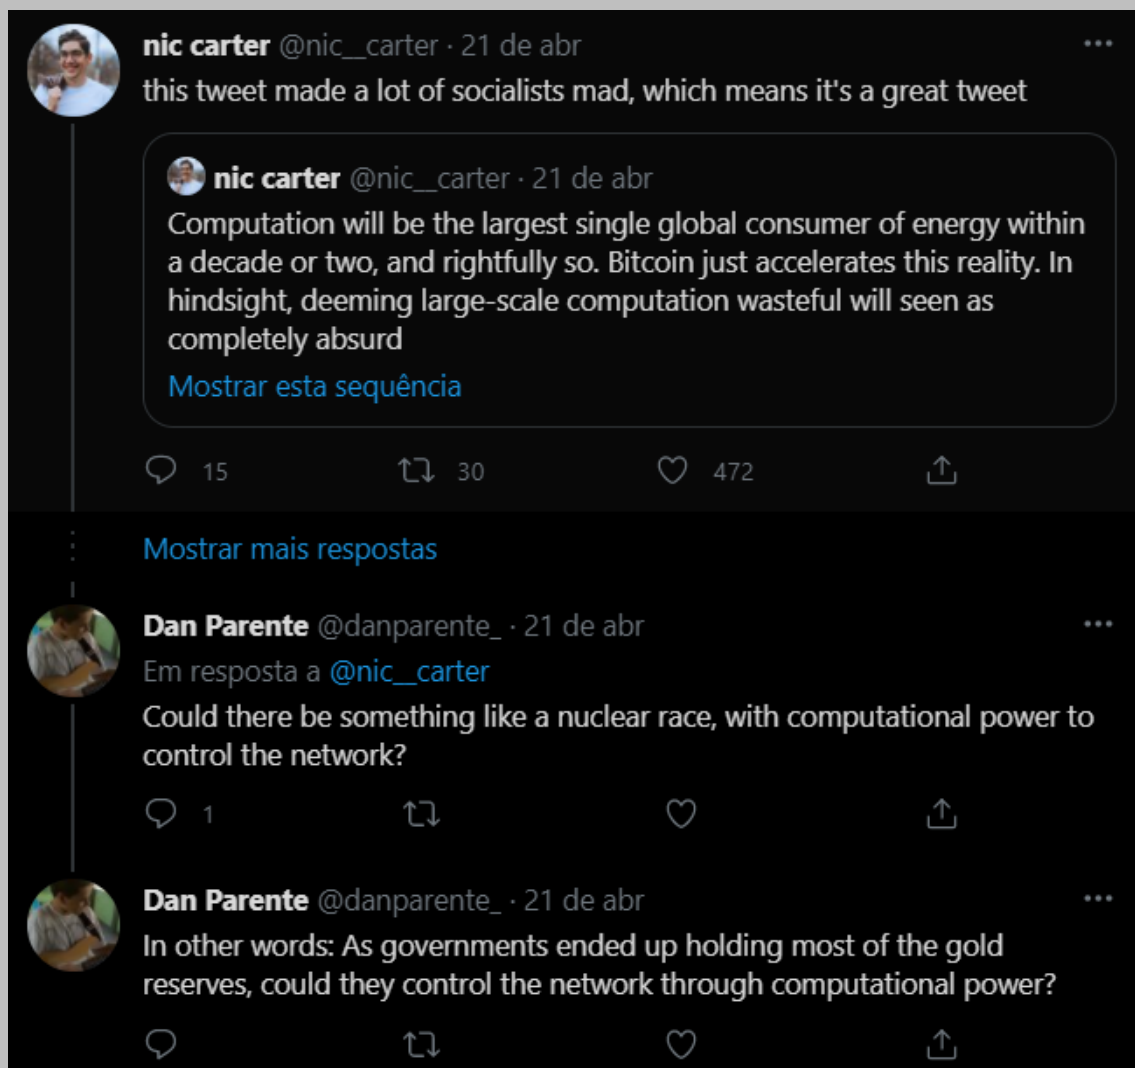 nic carter @nic__carter · 21 de abr
this tweet made a lot of socialists mad, which means it's a great tweet
nic carter @nic__carter · 21 de abr
Computation will be the largest single global consumer of energy within
a decade or two, and rightfully so. Bitcoin just accelerates this reality. In
hindsight, deeming large-scale computation wasteful will seen as
completely absurd
Mostrar esta sequência
15 30 472
Mostrar mais respostas
Dan Parente @danparente_ · 21 de abr
Em resposta a @nic__carter
Could there be something like a nuclear race, with computational power to
control the network?
1
Dan Parente @danparente_ · 21 de abr
In other words: As governments ended up holding most of the gold
reserves, could they control the network through computational power?